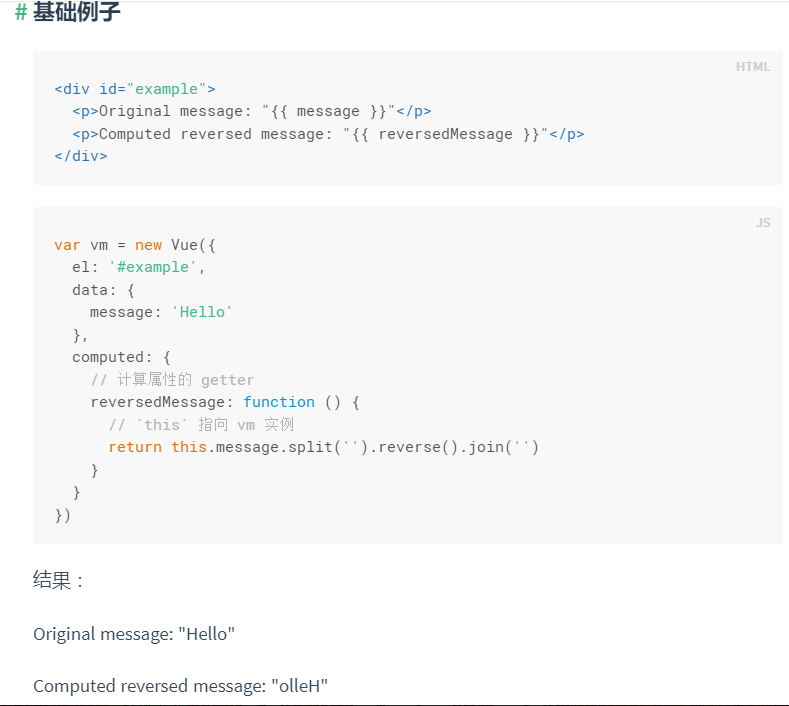 # 基础例子
HTML
<div id="example">
  <p>Original message: "{{ message }}"</p>
  <p>Computed reversed message: "{{ reversedMessage }}"</p>
</div>
JS
var vm = new Vue({
  el: '#example',
  data: {
    message: 'Hello'
  },
  computed: {
    // 计算属性的 getter
    reversedMessage: function () {
      // `this` 指向 vm 实例
      return this.message.split('').reverse().join('')
    }
  }
})
结果：
Original message: "Hello"
Computed reversed message: "olleH"